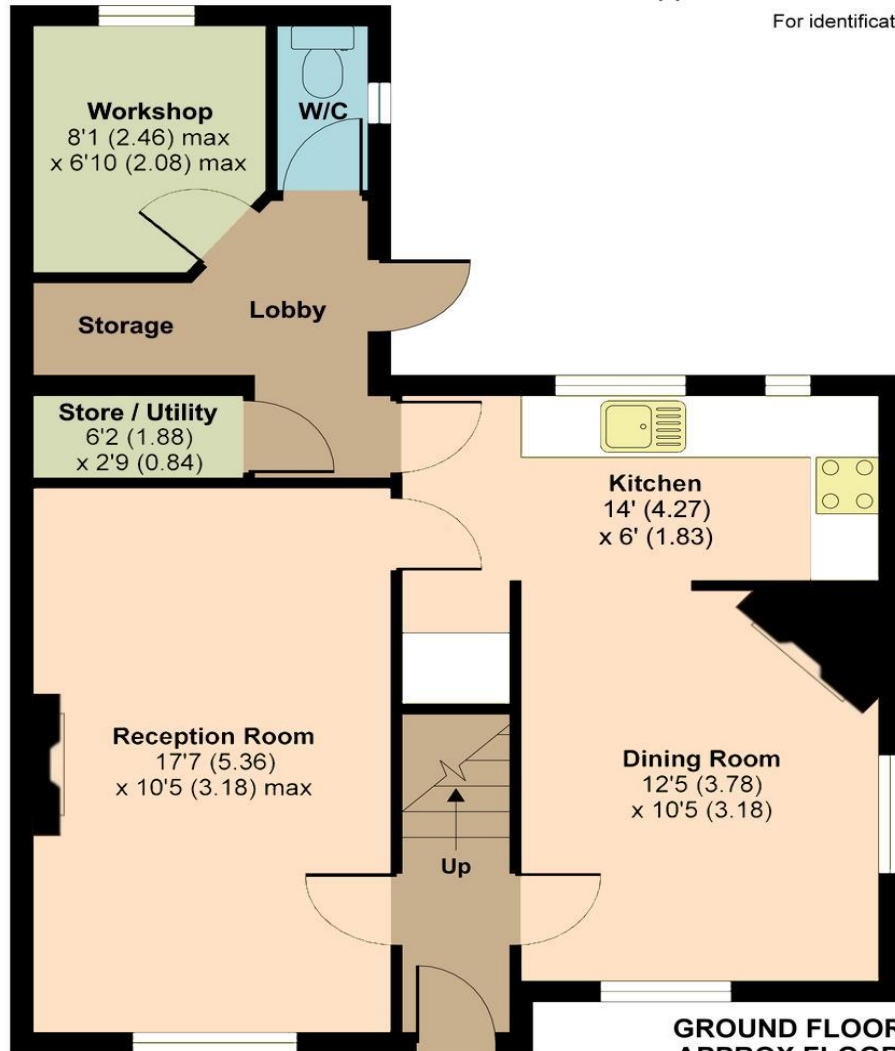 For identificat
Workshop
8'1 (2.46) max
x 6'10 (2.08) max
W/C
Storage
Lobby
Store / Utility
6'2 (1.88)
x 2'9 (0.84)
Kitchen
14' (4.27)
x 6' (1.83)
Reception Room
17'7 (5.36)
x 10'5 (3.18) max
Dining Room
12'5 (3.78)
x 10'5 (3.18)
Up
GROUND FLOOR
APPROX FLOOR